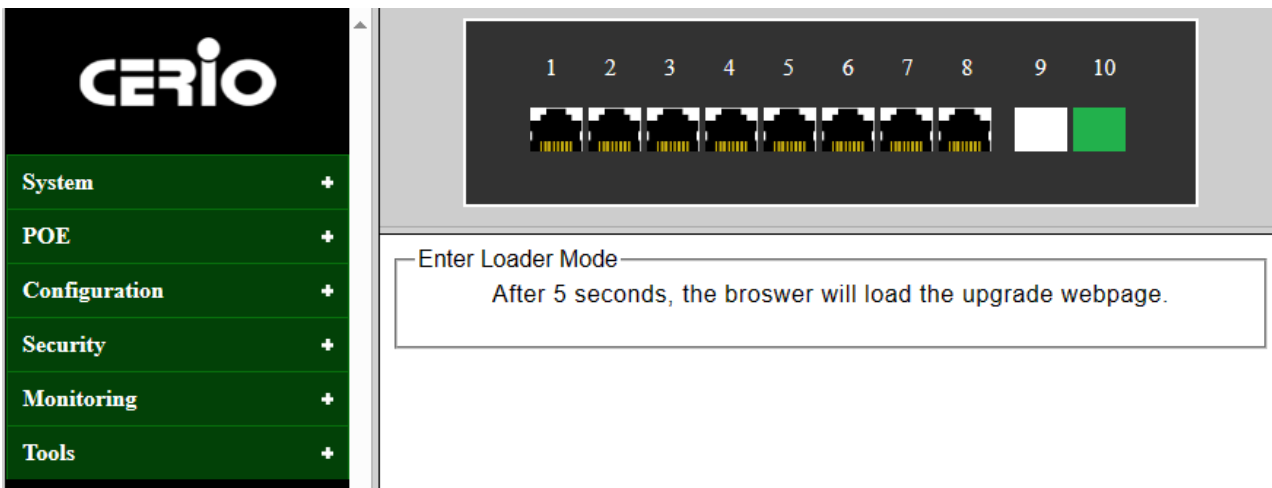 CERIO
System
POE
Configuration
Security
Monitoring
Tools
1 2 3 4 5 6 7 8 9 10
Enter Loader Mode
After 5 seconds, the broswer will load the upgrade webpage.